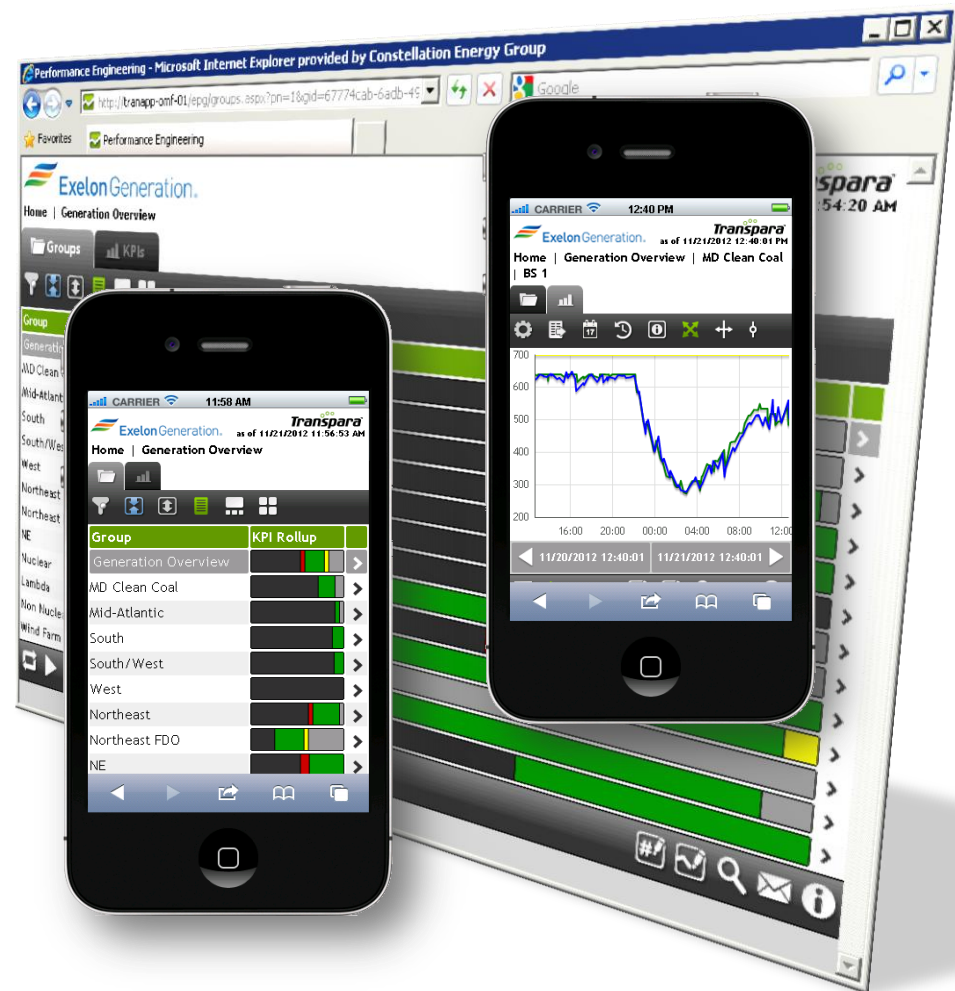 Performance Engineering - Microsoft Internet Explorer provided by Constellation Energy Group
http://tranapp-omf-01/epg/groups.aspx?pn=1&gid=67774cab-6adb-49
Google
Favorites
Performance Engineering
Exelon Generation.
:54:20 AM
Home | Generation Overview
Groups
KPIs
Group
MD Clean
South
West
Northeast
Northeast
NE
Nuclear
Lambda
Non Nucle
Wind Farm
CARRIER 11:58 AM
Exelon Generation.
Transpara
as of 11/21/2012 11:56:53 AM
Home | Generation Overview
Group KPI Rollup
Generation Overview
MD Clean Coal
Mid-Atlantic
South
South/West
West
Northeast
Northeast FDO
NE
CARRIER 12:40 PM
Exelon Generation.
Transpara
as of 11/21/2012 12:40:01 PM
Home | Generation Overview | MD Clean Coal
| BS 1
17
700
600
500
400
300
200
16:00 20:00 00:00 04:00 08:00 12:00
11/20/2012 12:40:01 11/21/2012 12:40:01